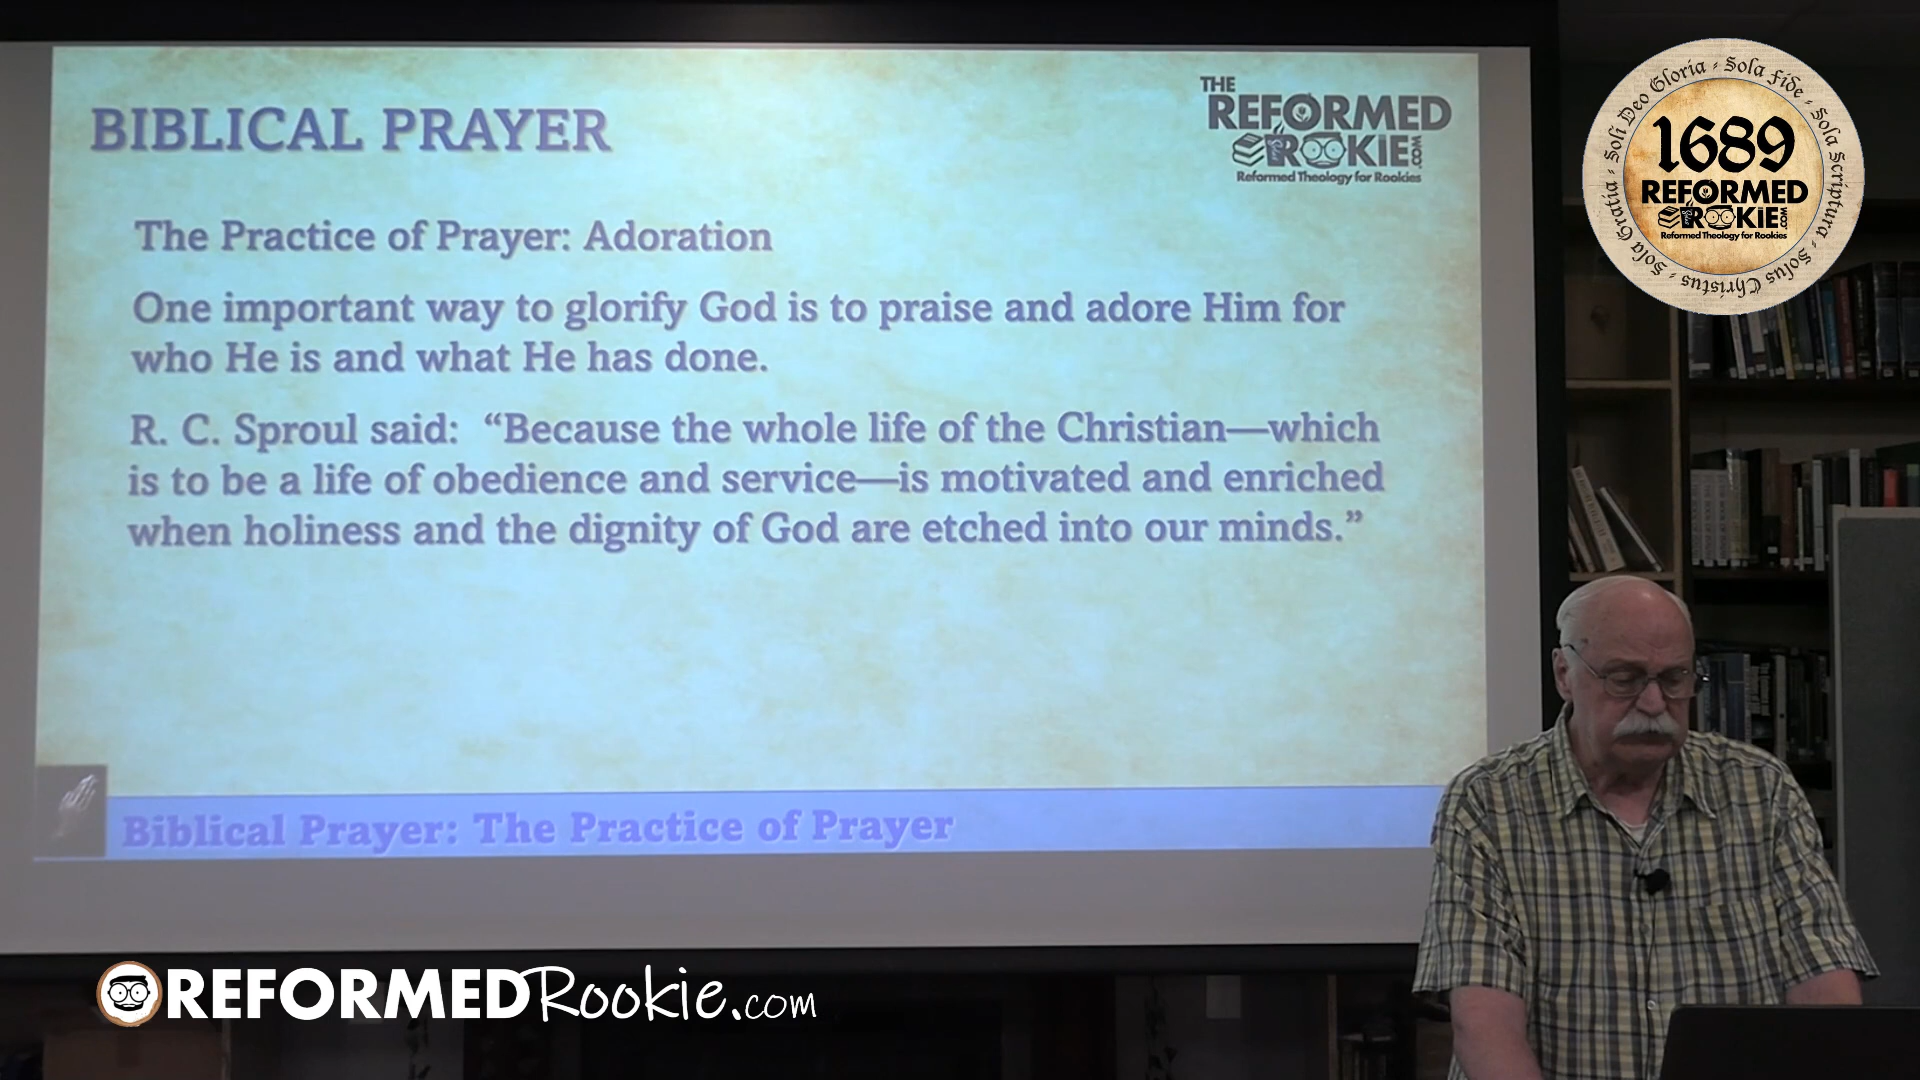 BIBLICAL PRAYER
THE
REFORMED
ROOKIE.COM
Reformed Theology for Rookies
The Practice of Prayer: Adoration
One important way to glorify God is to praise and adore Him for
who He is and what He has done.
R. C. Sproul said: “Because the whole life of the Christian—which
is to be a life of obedience and service—is motivated and enriched
when holiness and the dignity of God are etched into our minds.”
Biblical Prayer: The Practice of Prayer
Soli Deo Gloria - Sola Fide - Sola Scriptura - Solus Christus - Sola Gratia -
1689
REFORMED
ROOKIE.COM
Reformed Theology for Rookies
REFORMEDRookie.com